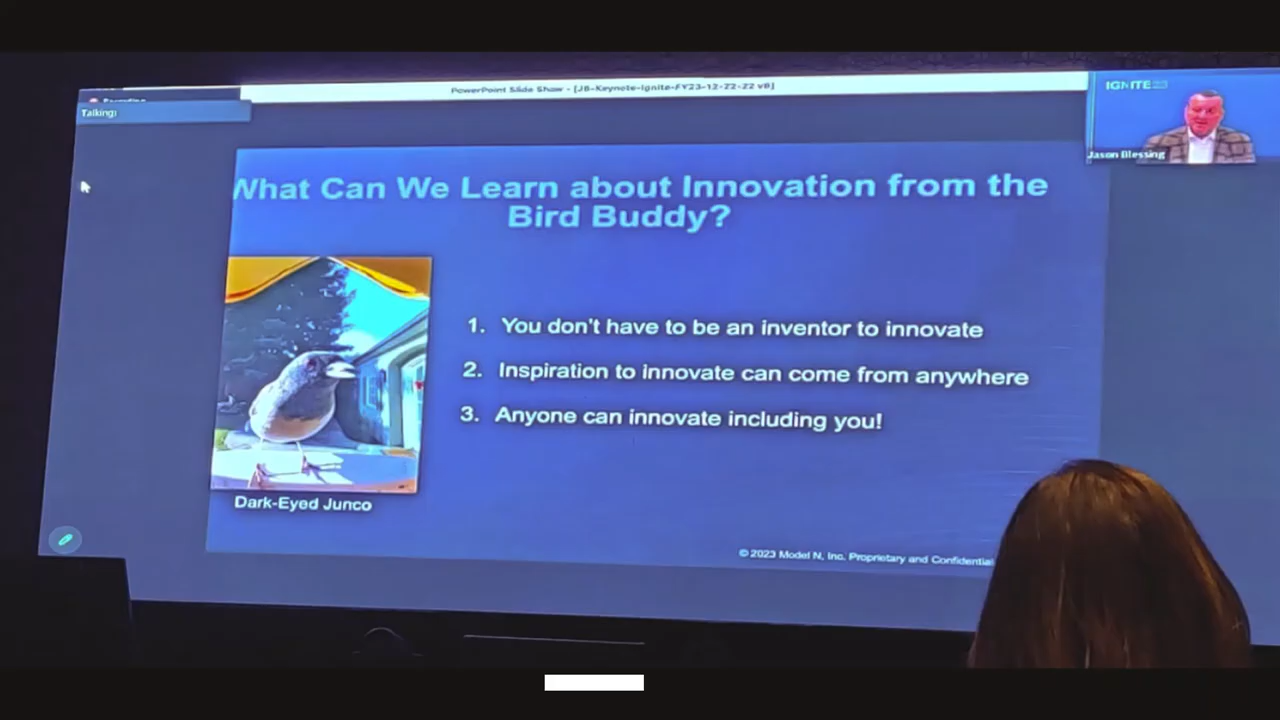 PowerPoint Slide Show - [JB-Keynote-Ignite-FY23-12-22-22 v8]
Talking:
IGNITE23
Jason Blessing
What Can We Learn about Innovation from the
Bird Buddy?
1. You don't have to be an inventor to innovate
2. Inspiration to innovate can come from anywhere
3. Anyone can innovate including you!
Dark-Eyed Junco
© 2023 Model N, Inc. Proprietary and Confidential